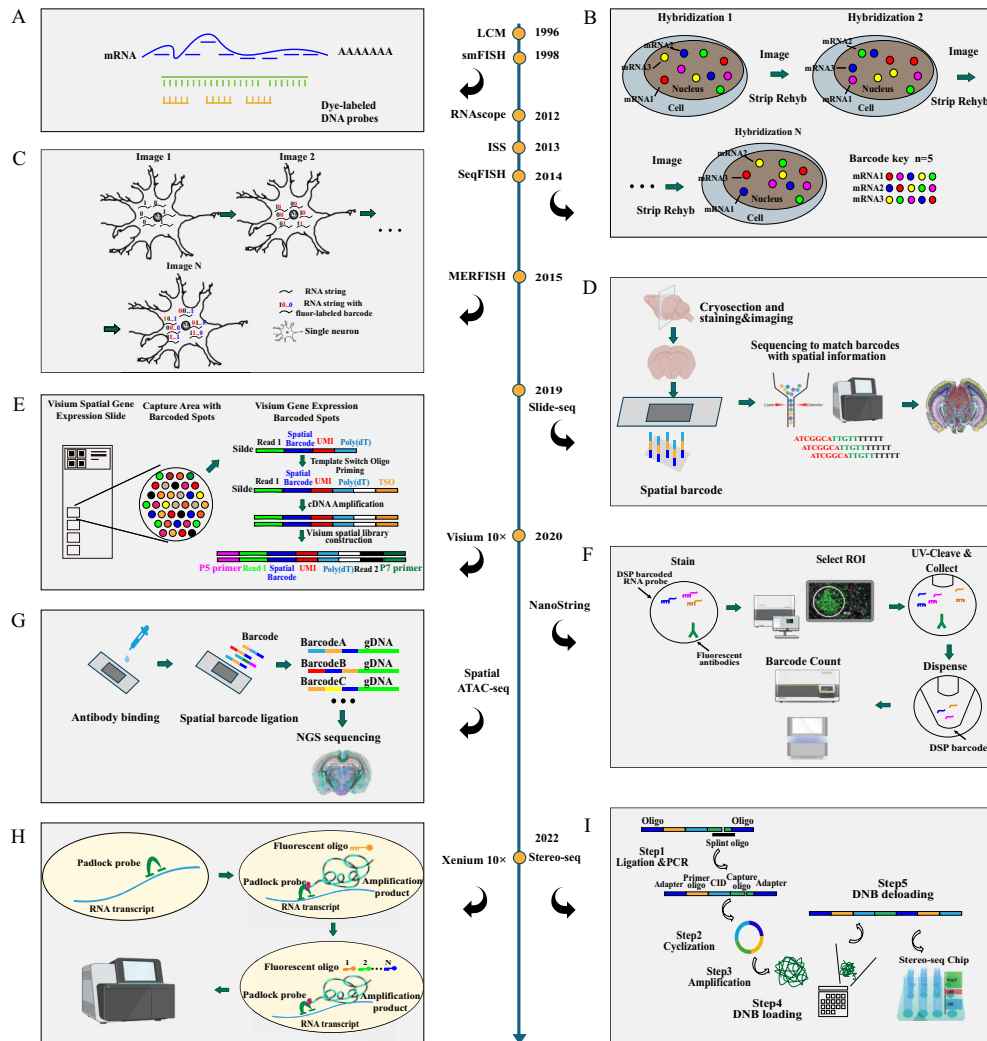 A
mRNA
AAAAAAA
Dye-labeled
DNA probes
LCM 1996
smFISH 1998
RNAscope 2012
ISS 2013
SeqFISH 2014
MERFISH 2015
2019
Slide-seq
Visium 10× 2020
NanoString
Spatial
ATAC-seq
2022
Xenium 10× Stereo-seq
B
Hybridization 1
mRNA2
mRNA3
mRNA1
Nucleus
Cell
Image
Strip Rehyb
Hybridization 2
mRNA2
mRNA3
mRNA1
Nucleus
Cell
Image
Strip Rehyb
Image
Strip Rehyb
Hybridization N
mRNA2
mRNA3
mRNA1
Nucleus
Cell
Barcode key n=5
mRNA1
mRNA2
mRNA3
C
Image 1
Image 2
Image N
RNA string
10..0 RNA string with
fluor-labeled barcode
Single neuron
D
Cryosection and
staining&imaging
Sequencing to match barcodes
with spatial information
Laser
Detector
ATCGGCATTGTTTTTTT
ATCGGCATTGTTTTTTT
ATCGGCATTGTTTTTTT
Spatial barcode
E
Visium Spatial Gene
Expression Slide
Capture Area with
Barcoded Spots
Visium Gene Expression
Barcoded Spots
Silde
Read 1
Spatial
Barcode
UMI
Poly(dT)
Template Switch Oligo
Priming
Silde
Read 1
Spatial
Barcode
UMI
Poly(dT)
TSO
cDNA Amplification
Visium spatial library
construction
P5 primer
Read 1
Spatial
Barcode
UMI
Poly(dT)
Read 2
P7 primer
F
Stain
DSP barcoded
RNA probe
Fluorescent
antibodies
Select ROI
UV-Cleave &
Collect
Dispense
DSP barcode
Barcode Count
G
Antibody binding
Barcode
Spatial barcode ligation
BarcodeA gDNA
BarcodeB gDNA
BarcodeC gDNA
NGS sequencing
H
Padlock probe
RNA transcript
Fluorescent oligo
Padlock probe
Amplification
product
RNA transcript
Fluorescent oligo
1 2 N
Padlock probe
Amplification
product
RNA transcript
I
Oligo
Oligo
Splint oligo
Step1
Ligation &PCR
Adapter
Primer
oligo
CID
Capture
oligo
Adapter
Step2
Cyclization
Step3
Amplification
Step4
DNB loading
Step5
DNB deloading
Stereo-seq Chip